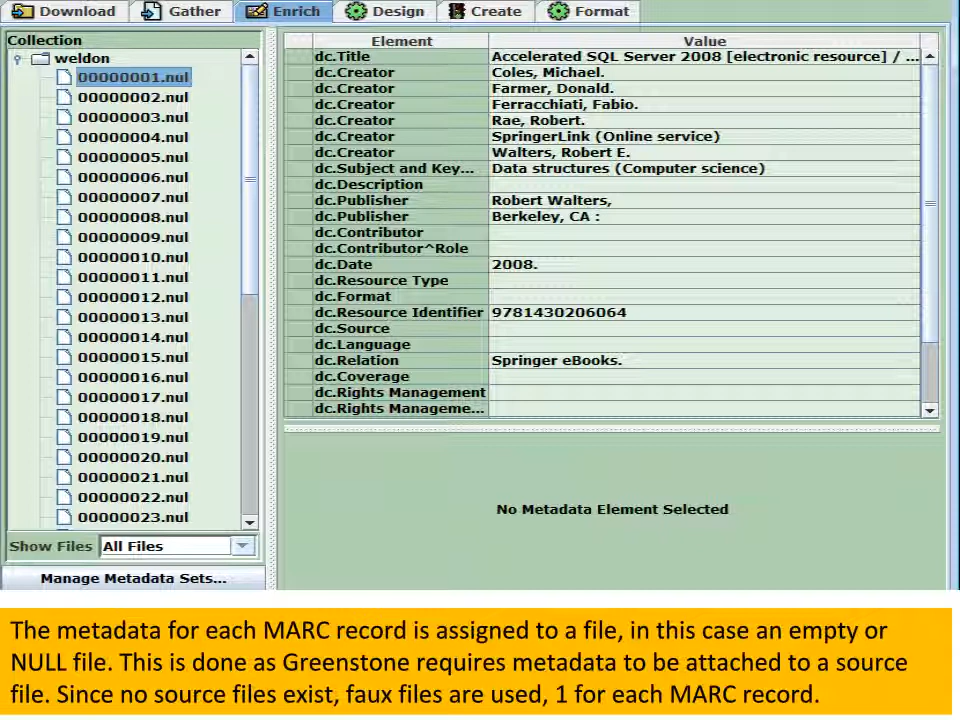 Download Gather Enrich Design Create Format
Collection
weldon
00000001.nul
00000002.nul
00000003.nul
00000004.nul
00000005.nul
00000006.nul
00000007.nul
00000008.nul
00000009.nul
00000010.nul
00000011.nul
00000012.nul
00000013.nul
00000014.nul
00000015.nul
00000016.nul
00000017.nul
00000018.nul
00000019.nul
00000020.nul
00000021.nul
00000022.nul
00000023.nul
Show Files All Files
Manage Metadata Sets...
Element Value
dc.Title Accelerated SQL Server 2008 [electronic resource] / ...
dc.Creator Coles, Michael.
dc.Creator Farmer, Donald.
dc.Creator Ferracchiati, Fabio.
dc.Creator Rae, Robert.
dc.Creator SpringerLink (Online service)
dc.Creator Walters, Robert E.
dc.Subject and Key... Data structures (Computer science)
dc.Description
dc.Publisher Robert Walters,
dc.Publisher Berkeley, CA :
dc.Contributor
dc.Contributor^Role
dc.Date 2008.
dc.Resource Type
dc.Format
dc.Resource Identifier 9781430206064
dc.Source
dc.Language
dc.Relation Springer eBooks.
dc.Coverage
dc.Rights Management
dc.Rights Manageme...
No Metadata Element Selected
The metadata for each MARC record is assigned to a file, in this case an empty or
NULL file. This is done as Greenstone requires metadata to be attached to a source
file. Since no source files exist, faux files are used, 1 for each MARC record.